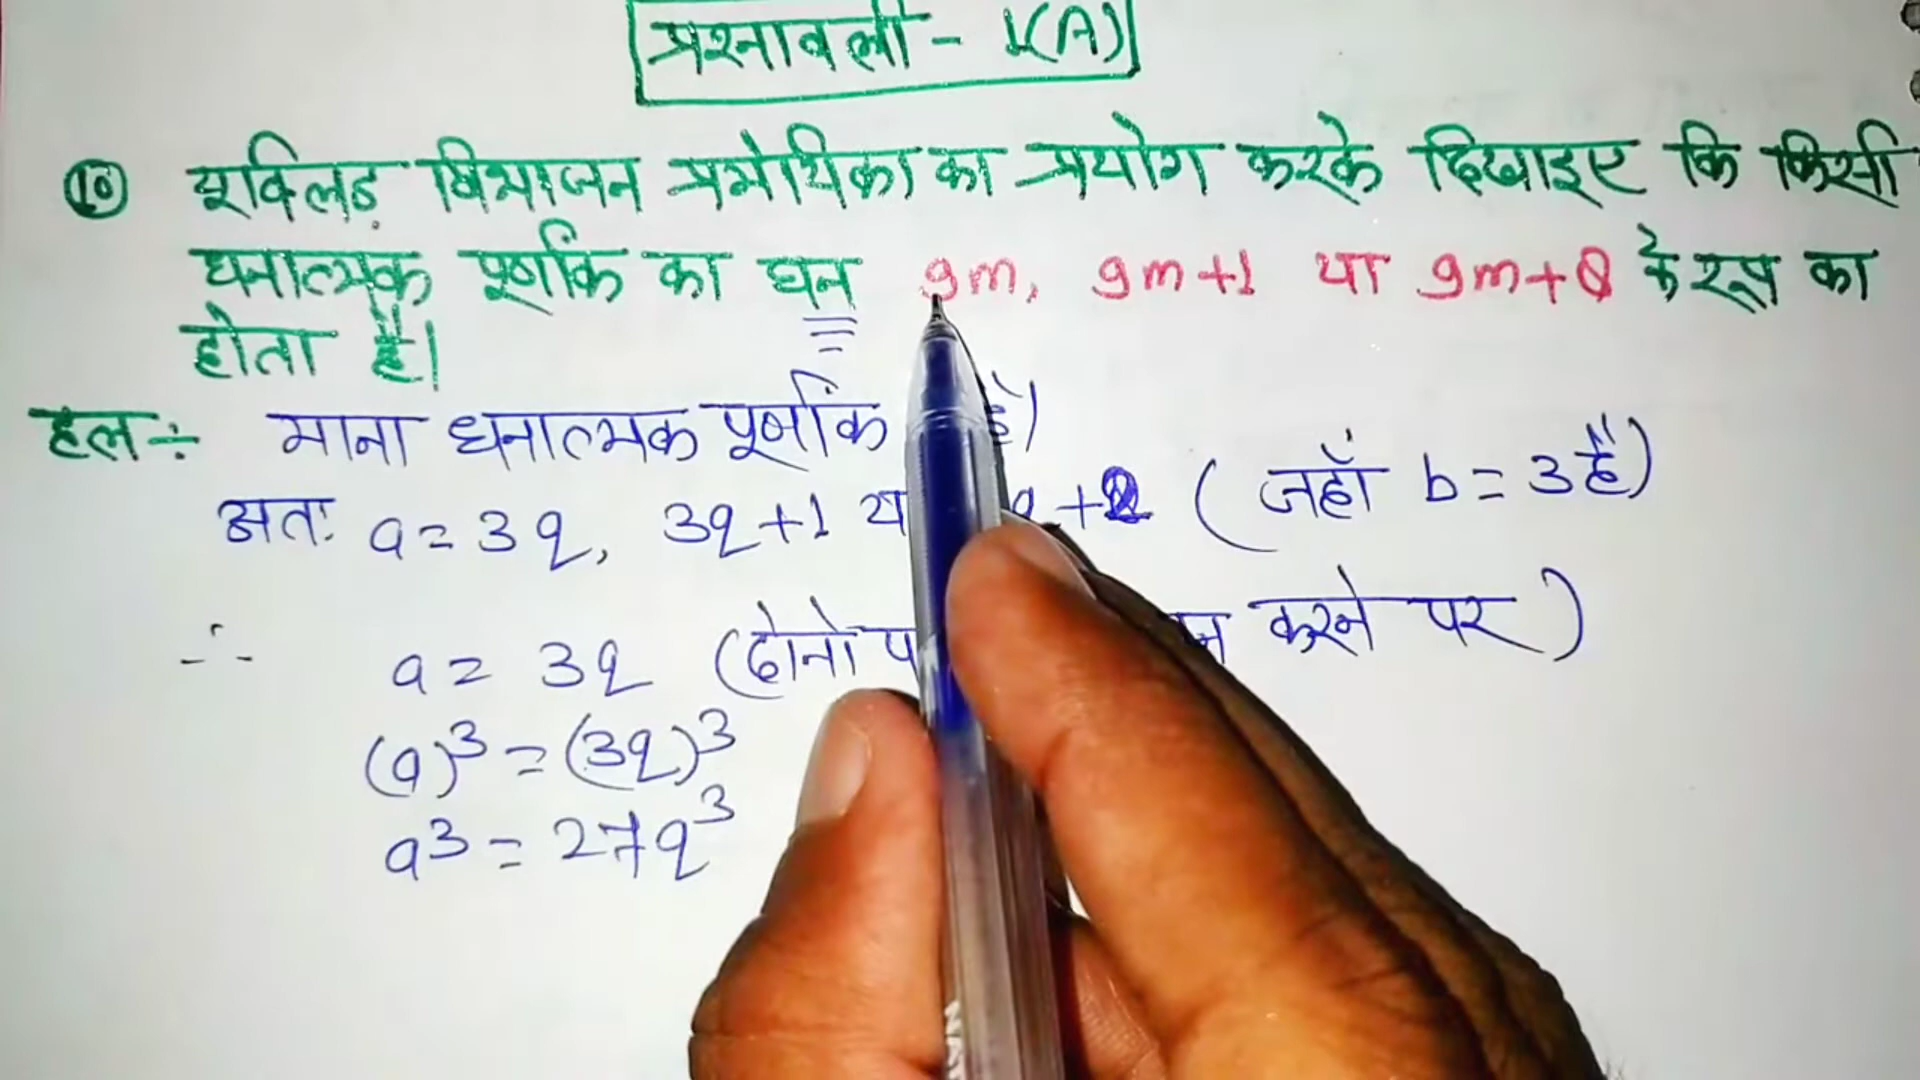 प्रश्नावली - 1(A)
10 यूक्लिड विभाजन प्रमेयिका का प्रयोग करके दिखाइए कि किसी
धनात्मक पूर्णांक का घन 9m, 9m+1 या 9m+8 के रूप का
होता है।
हल :- माना धनात्मक पूर्णांक है।
अतः a = 3q, 3q+1 या +2 ( जहाँ b = 3 है)
∴ a = 3q (दोनो करने पर )
(a)³ = (3q)³
a³ = 27q³